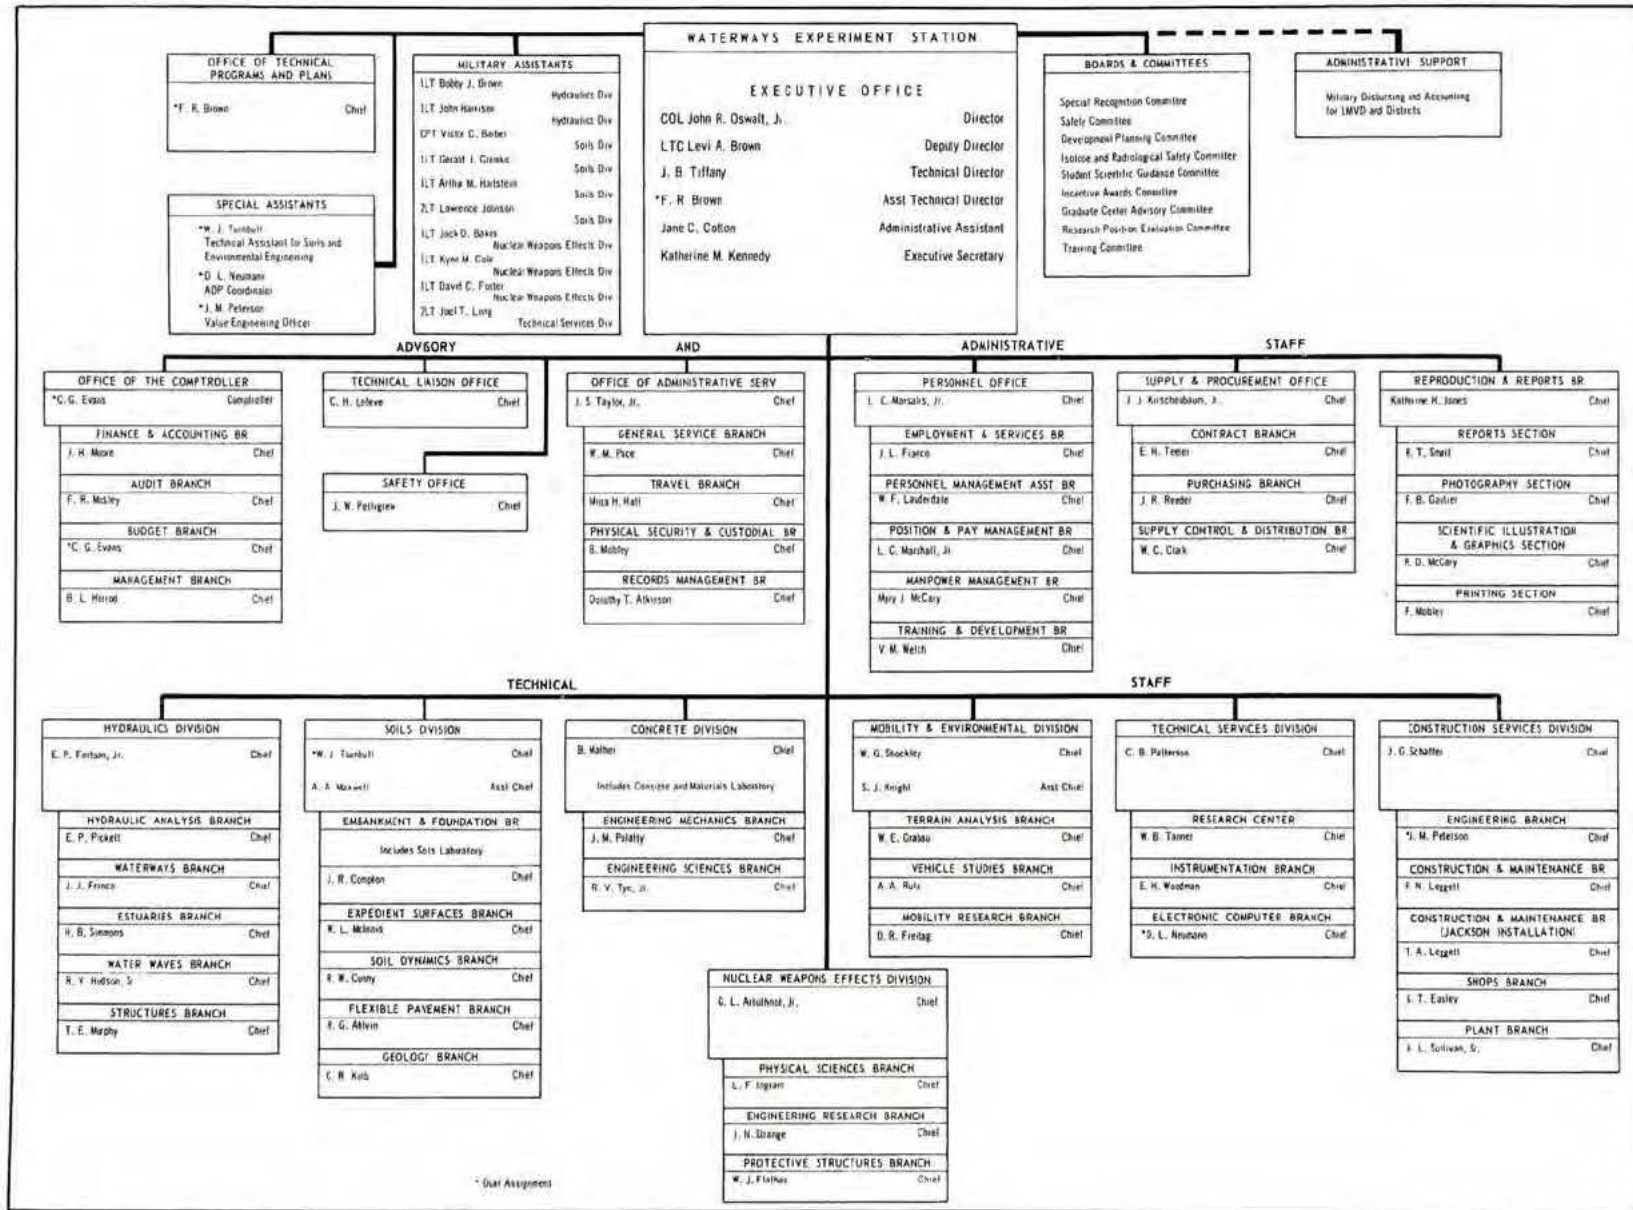 WATERWAYS EXPERIMENT STATION
EXECUTIVE OFFICE
COL John R. Oswalt, Jr. Director
LTC Levi A. Brown Deputy Director
J. B. Tiffany Technical Director
*F. R. Brown Asst Technical Director
Jane C. Cotton Administrative Assistant
Katherine M. Kennedy Executive Secretary
OFFICE OF TECHNICAL
PROGRAMS AND PLANS
*F. R. Brown Chief
SPECIAL ASSISTANTS
*W. J. Turnbull
Technical Assistant for Soils and
Environmental Engineering
*D. L. Neumann
ADP Coordinator
*J. M. Peterson
Value Engineering Officer
MILITARY ASSISTANTS
1LT Bobby J. Brown
Hydraulics Div
1LT John Harrison
Hydraulics Div
CPT Victor C. Barber
Soils Div
1LT Gerald
Soils Div
1LT Arthur M. Hartstein
Soils Div
2LT Lawrence Johnson
Soils Div
1LT Jack D.
Nuclear Weapons Effects Div
1LT
Nuclear Weapons Effects Div
1LT David C. Foster
Nuclear Weapons Effects Div
2LT Joel T. Long
Technical Services Div
BOARDS & COMMITTEES
Special Recognition Committee
Safety Committee
Development Planning Committee
Isotope and Radiological Safety Committee
Student Scientific Guidance Committee
Incentive Awards Committee
Graduate Center Advisory Committee
Research Position Evaluation Committee
Training Committee
ADMINISTRATIVE SUPPORT
Military Disbursing and Accounting
for LMVD and Districts
ADVISORY AND ADMINISTRATIVE STAFF
OFFICE OF THE COMPTROLLER
*C. G. Evans Comptroller
FINANCE & ACCOUNTING BR
J. H. Moore Chief
AUDIT BRANCH
F. R. Mosley Chief
BUDGET BRANCH
*C. G. Evans Chief
MANAGEMENT BRANCH
B. L. Herrod Chief
TECHNICAL LIAISON OFFICE
C. H. Chief
SAFETY OFFICE
J. W. Pettigrew Chief
OFFICE OF ADMINISTRATIVE SERV
J. S. Taylor, Jr. Chief
GENERAL SERVICE BRANCH
W. M. Pace Chief
TRAVEL BRANCH
H. Hall Chief
PHYSICAL SECURITY & CUSTODIAL BR
B. Mobley Chief
RECORDS MANAGEMENT BR
Dorothy T. Atkinson Chief
PERSONNEL OFFICE
L. C. Marsalis, Jr. Chief
EMPLOYMENT & SERVICES BR
J. L. Chief
PERSONNEL MANAGEMENT ASST BR
W. F. Lauderdale Chief
POSITION & PAY MANAGEMENT BR
L. C. Marshall, Jr. Chief
MANPOWER MANAGEMENT BR
Mary J. McCary Chief
TRAINING & DEVELOPMENT BR
V. M. Welch Chief
SUPPLY & PROCUREMENT OFFICE
J. J. Kirschenbaum, Jr. Chief
CONTRACT BRANCH
E. H. Chief
PURCHASING BRANCH
J. R. Reeder Chief
SUPPLY CONTROL & DISTRIBUTION BR
W. C. Clark Chief
REPRODUCTION & REPORTS BR
Katherine H. Jones Chief
REPORTS SECTION
Chief
PHOTOGRAPHY SECTION
F. B. Chief
SCIENTIFIC ILLUSTRATION
& GRAPHICS SECTION
R. D. McCary Chief
PRINTING SECTION
F. Mobley Chief
TECHNICAL STAFF
HYDRAULICS DIVISION
E. P. Fortson, Jr. Chief
HYDRAULIC ANALYSIS BRANCH
E. P. Pickett Chief
WATERWAYS BRANCH
J. J. Franco Chief
ESTUARIES BRANCH
H. B. Simmons Chief
WATER WAVES BRANCH
R. Y. Hudson, Chief
STRUCTURES BRANCH
T. E. Murphy Chief
SOILS DIVISION
*W. J. Turnbull Chief
A. A. Maxwell Asst Chief
EMBANKMENT & FOUNDATION BR
Includes Soils Laboratory
J. R. Compton Chief
EXPEDIENT SURFACES BRANCH
W. L. McInnis Chief
SOIL DYNAMICS BRANCH
R. W. Cunny Chief
FLEXIBLE PAVEMENT BRANCH
R. G. Ahlvin Chief
GEOLOGY BRANCH
C. R. Kolb Chief
CONCRETE DIVISION
B. Mather Chief
Includes Concrete and Materials Laboratory
ENGINEERING MECHANICS BRANCH
J. M. Polatty Chief
ENGINEERING SCIENCES BRANCH
R. V. Tye, Jr. Chief
NUCLEAR WEAPONS EFFECTS DIVISION
G. L. Arbuthnot, Jr. Chief
PHYSICAL SCIENCES BRANCH
L. F. Ingram Chief
ENGINEERING RESEARCH BRANCH
J. N. Strange Chief
PROTECTIVE STRUCTURES BRANCH
W. J. Flathau Chief
MOBILITY & ENVIRONMENTAL DIVISION
W. G. Shockley Chief
S. J. Knight Asst Chief
TERRAIN ANALYSIS BRANCH
W. E. Grabau Chief
VEHICLE STUDIES BRANCH
A. A. Rula Chief
MOBILITY RESEARCH BRANCH
D. R. Freitag Chief
TECHNICAL SERVICES DIVISION
C. B. Patterson Chief
RESEARCH CENTER
W. B. Tanner Chief
INSTRUMENTATION BRANCH
E. H. Woodman Chief
ELECTRONIC COMPUTER BRANCH
*D. L. Neumann Chief
CONSTRUCTION SERVICES DIVISION
J. G. Schaffer Chief
ENGINEERING BRANCH
*J. M. Peterson Chief
CONSTRUCTION & MAINTENANCE BR
F. N. Leggett Chief
CONSTRUCTION & MAINTENANCE BR
(JACKSON INSTALLATION)
T. A. Leggett Chief
SHOPS BRANCH
T. Easley Chief
PLANT BRANCH
L. Sullivan, Sr. Chief
* Dual Assignment